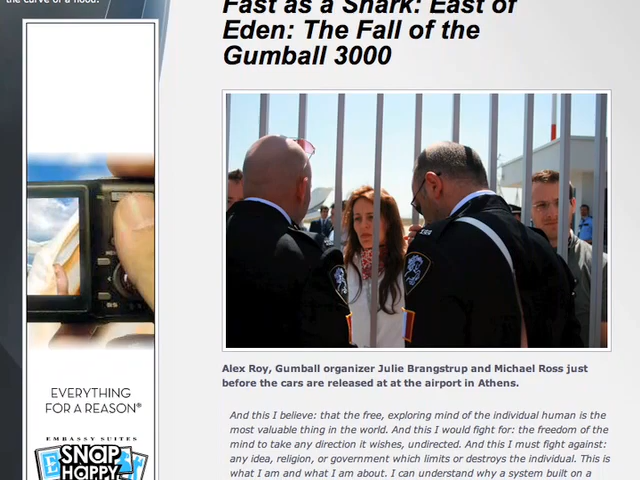 the curve of a hood.
Fast as a Shark: East of
Eden: The Fall of the
Gumball 3000
Alex Roy, Gumball organizer Julie Brangstrup and Michael Ross just
before the cars are released at at the airport in Athens.
And this I believe: that the free, exploring mind of the individual human is the
most valuable thing in the world. And this I would fight for: the freedom of the
mind to take any direction it wishes, undirected. And this I must fight against:
any idea, religion, or government which limits or destroys the individual. This is
what I am and what I am about. I can understand why a system built on a
EVERYTHING
FOR A REASON®
EMBASSY SUITES
SNAP
HAPPY